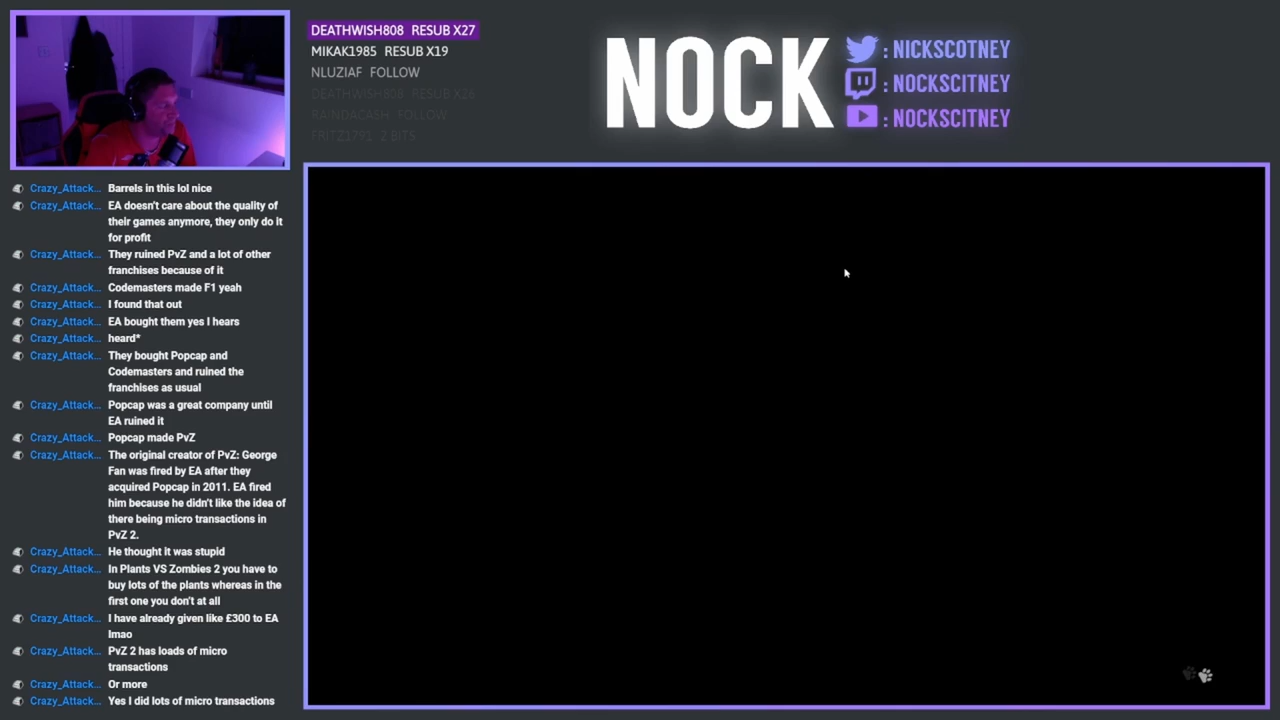 DEATHWISH808 RESUB X27
MIKAK1985 RESUB X19
NLUZIAF FOLLOW
DEATHWISH808 RESUB X26
RAINDACASH FOLLOW
FRITZ1791 2 BITS
NOCK
: NICKSCOTNEY
: NOCKSCITNEY
: NOCKSCITNEY
Crazy_Attack... Barrels in this lol nice
Crazy_Attack... EA doesn't care about the quality of
their games anymore, they only do it
for profit
Crazy_Attack... They ruined PvZ and a lot of other
franchises because of it
Crazy_Attack... Codemasters made F1 yeah
Crazy_Attack... I found that out
Crazy_Attack... EA bought them yes I hears
Crazy_Attack... heard*
Crazy_Attack... They bought Popcap and
Codemasters and ruined the
franchises as usual
Crazy_Attack... Popcap was a great company until
EA ruined it
Crazy_Attack... Popcap made PvZ
Crazy_Attack... The original creator of PvZ: George
Fan was fired by EA after they
acquired Popcap in 2011. EA fired
him because he didn't like the idea of
there being micro transactions in
PvZ 2.
Crazy_Attack... He thought it was stupid
Crazy_Attack... In Plants VS Zombies 2 you have to
buy lots of the plants whereas in the
first one you don't at all
Crazy_Attack... I have already given like £300 to EA
lmao
Crazy_Attack... PvZ 2 has loads of micro
transactions
Crazy_Attack... Or more
Crazy_Attack... Yes I did lots of micro transactions